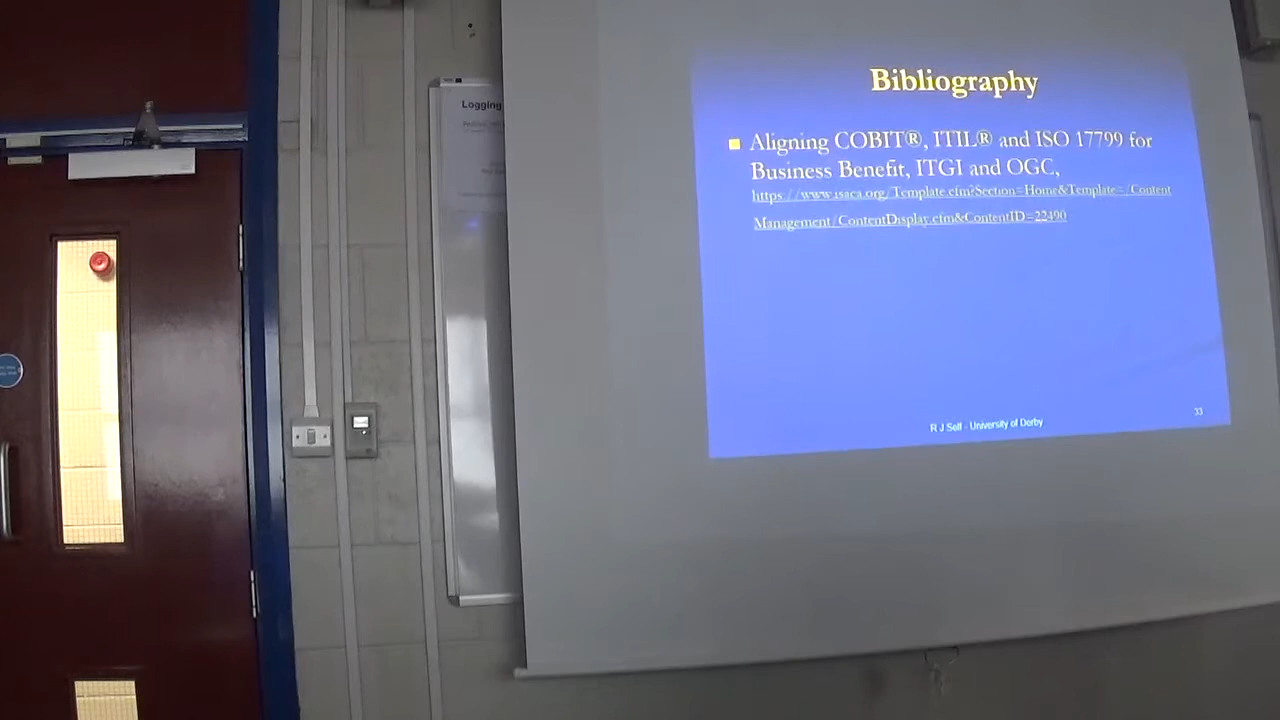 Logging
Bibliography
Aligning COBIT®, ITIL® and ISO 17799 for
Business Benefit, ITGI and OGC,
https://www.isaca.org/Template.cfm?Section=Home&Template=/Content
Management/ContentDisplay.cfm&ContentID=22490
R J Self - University of Derby
33